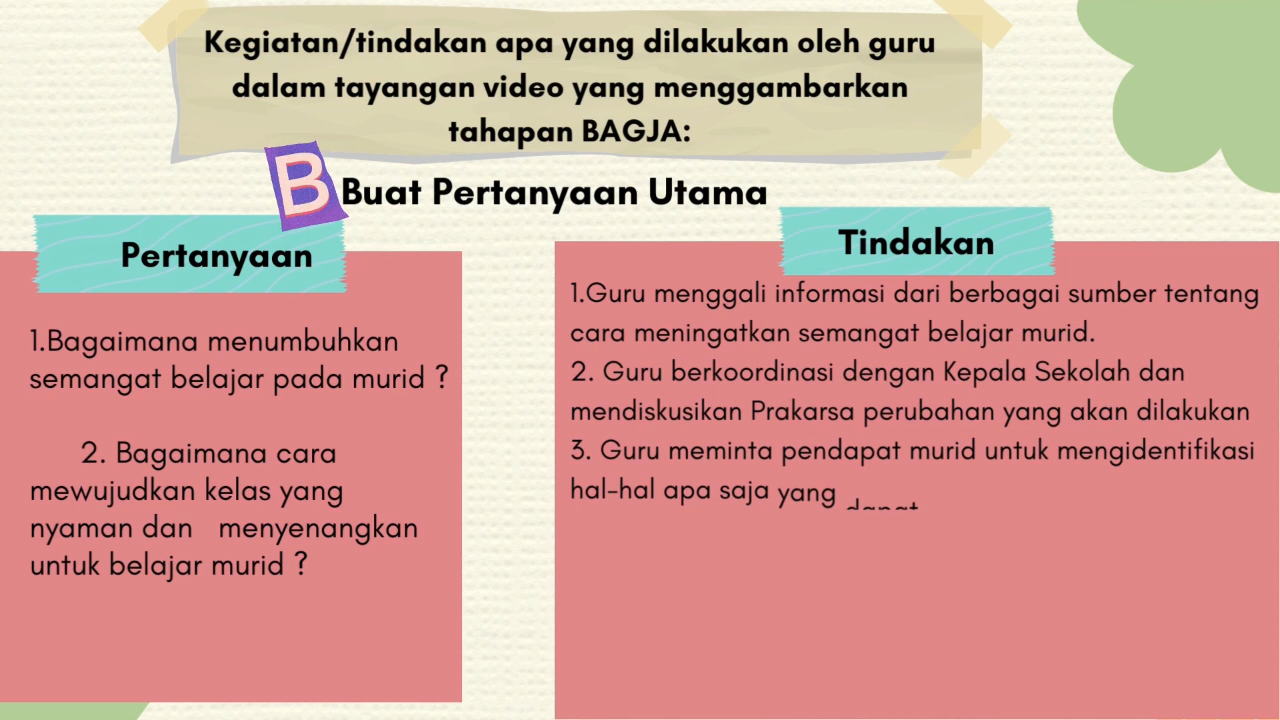 Kegiatan/tindakan apa yang dilakukan oleh guru
dalam tayangan video yang menggambarkan
tahapan BAGJA:
B Buat Pertanyaan Utama
Pertanyaan
1.Bagaimana menumbuhkan
semangat belajar pada murid ?
2. Bagaimana cara
mewujudkan kelas yang
nyaman dan menyenangkan
untuk belajar murid ?
Tindakan
1.Guru menggali informasi dari berbagai sumber tentang
cara meningatkan semangat belajar murid.
2. Guru berkoordinasi dengan Kepala Sekolah dan
mendiskusikan Prakarsa perubahan yang akan dilakukan
3. Guru meminta pendapat murid untuk mengidentifikasi
hal-hal apa saja yang